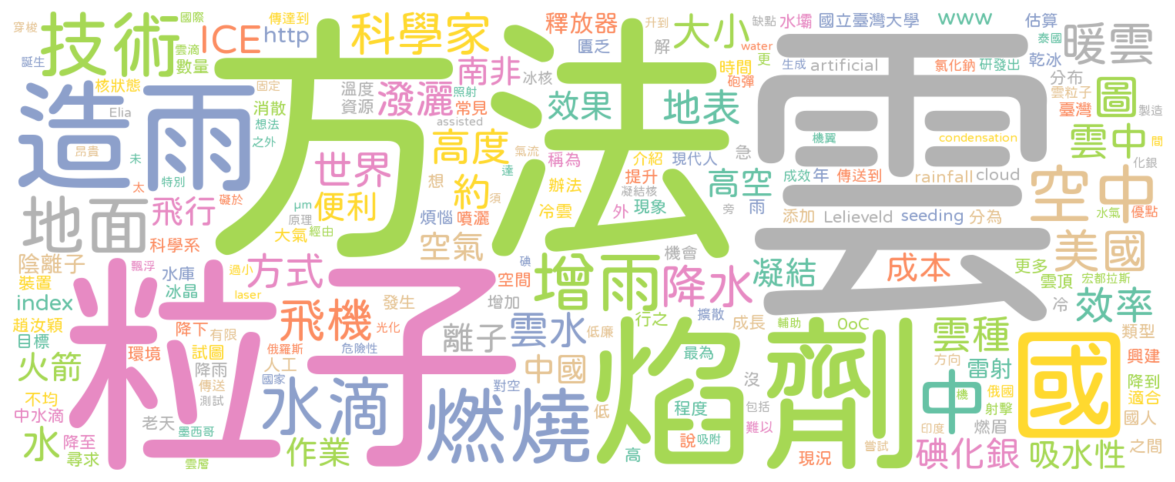 穿梭
國際
傳達到
缺點
水壩
國立臺灣大學
www
估算
技術
雲滴
ICE
http
科學家
釋放器
大小
暖雲
誕生
數量
匱乏
解
升到
water
更
泰國
核狀態
固定
溫度
冰核
照射
南非
時間
砲彈
生成
artificial
氯化鈉
乾冰
研發出
造雨
Elia
消散
資源
潑灑
常見
效果
地表
分布
雲粒子
臺灣
圖
製造
方法
雲
想法
之外
assisted
機翼
condensation
昂貴
未
世界
高度
氣流
稱為
介紹
現代人
急
雲中
間
太
特別
礙於
μm
便利
約
想
遠
辦法
提升
高空
成效
年
傳送到
rainfall
cloud
化銀
地面
飛行
原理
煩惱
噴灑
須
冷雲
凝結核
外
現象
旁
雨
添加
Lelieveld
seeding
分為
空中
水氣
優點
科學系
大氣
經由
空氣
機會
陰離子
飄浮
水庫
方式
碘
增雨
降水
凝結
成本
更多
雲頂
美國
宏都拉斯
裝置
冰晶
過小
laser
飛機
發生
空間
增加
擴散
冷
index
粒子
離子
雲水
行之
成長
輔助
0oC
效率
趙汝穎
目標
降下
有限
光化
低廉
焰劑
雲種
類型
火箭
環境
試圖
俄羅斯
危險性
人工
最為
方向
雷射
國
興建
降雨
國家
中國
沒
中
機
俄國
降到
不均
傳送
測試
水滴
燃燒
對空
低
程度
包括
射擊
適合
中水滴
老天
國人
水
降至
墨西哥
作業
說
吸附
難以
印度
燃眉
之間
尋求
雲層
高
現況
嘗試
碘化銀
吸水性